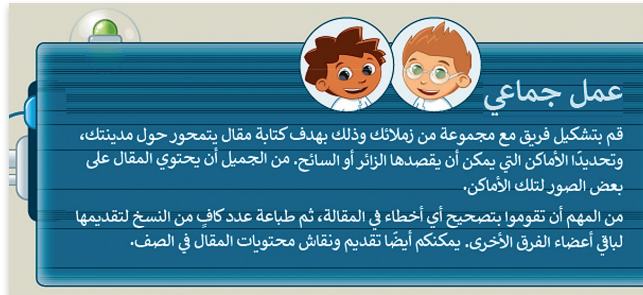 عمل جماعي
قم بتشكيل فريق مع مجموعة من زملائك وذلك بهدف كتابة مقال يتمحور حول مدينتك،
وتحديدًا الأماكن التي يمكن أن يقصدها الزائر أو السائح. من الجميل أن يحتوي المقال على
بعض الصور لتلك الأماكن.
من المهم أن تقوموا بتصحيح أي أخطاء في المقالة، ثم طباعة عدد كافٍ من النسخ لتقديمها
لباقي أعضاء الفرق الأخرى. يمكنكم أيضًا تقديم ونقاش محتويات المقال في الصف.